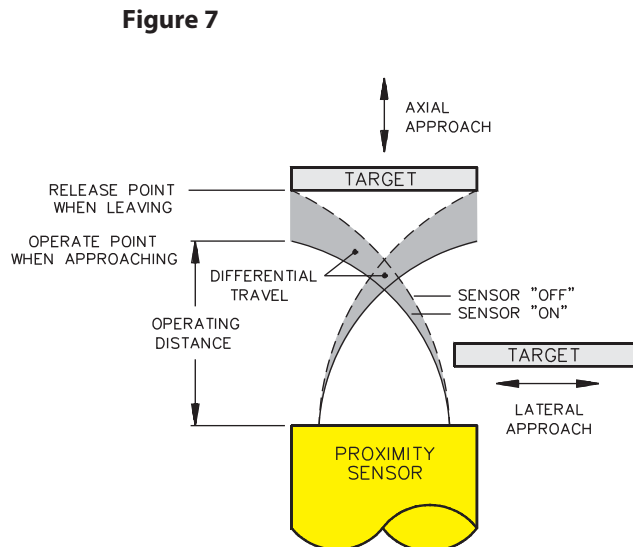 Figure 7
AXIAL
APPROACH
TARGET
RELEASE POINT
WHEN LEAVING
OPERATE POINT
WHEN APPROACHING
DIFFERENTIAL
TRAVEL
SENSOR "OFF"
SENSOR "ON"
OPERATING
DISTANCE
TARGET
LATERAL
APPROACH
PROXIMITY
SENSOR